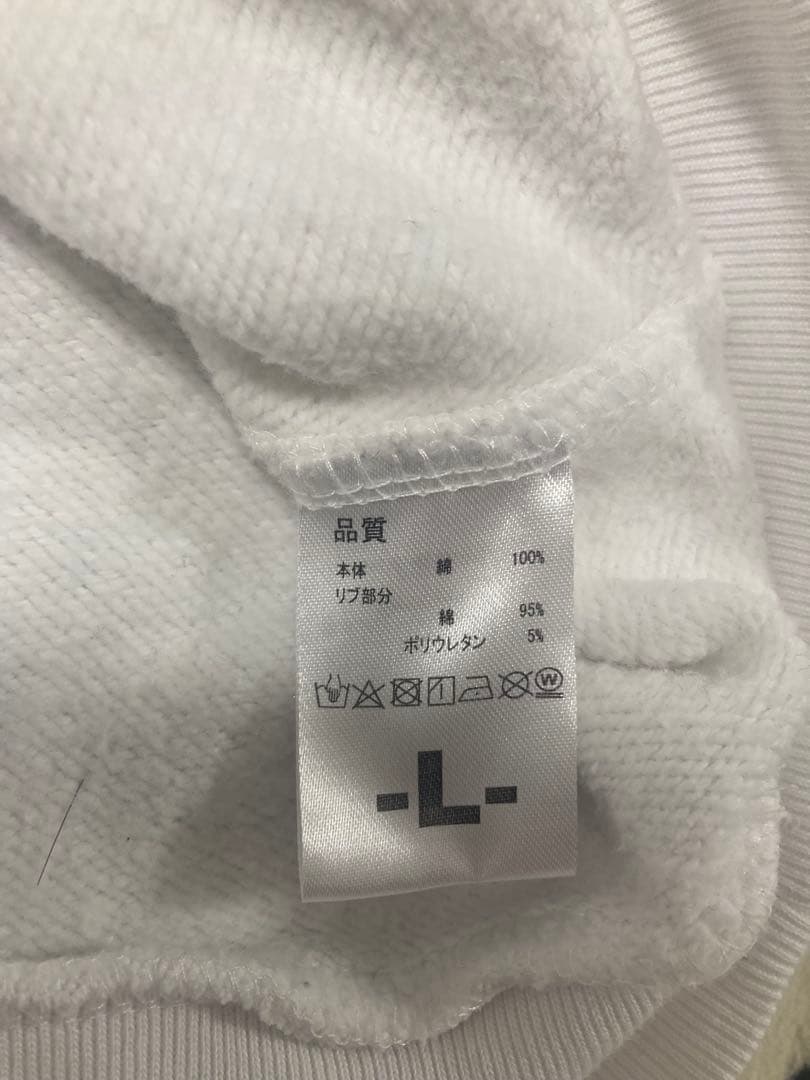 品質
本体 綿 100%
リブ部分
綿 95%
ポリウレタン 5%
W
-L-